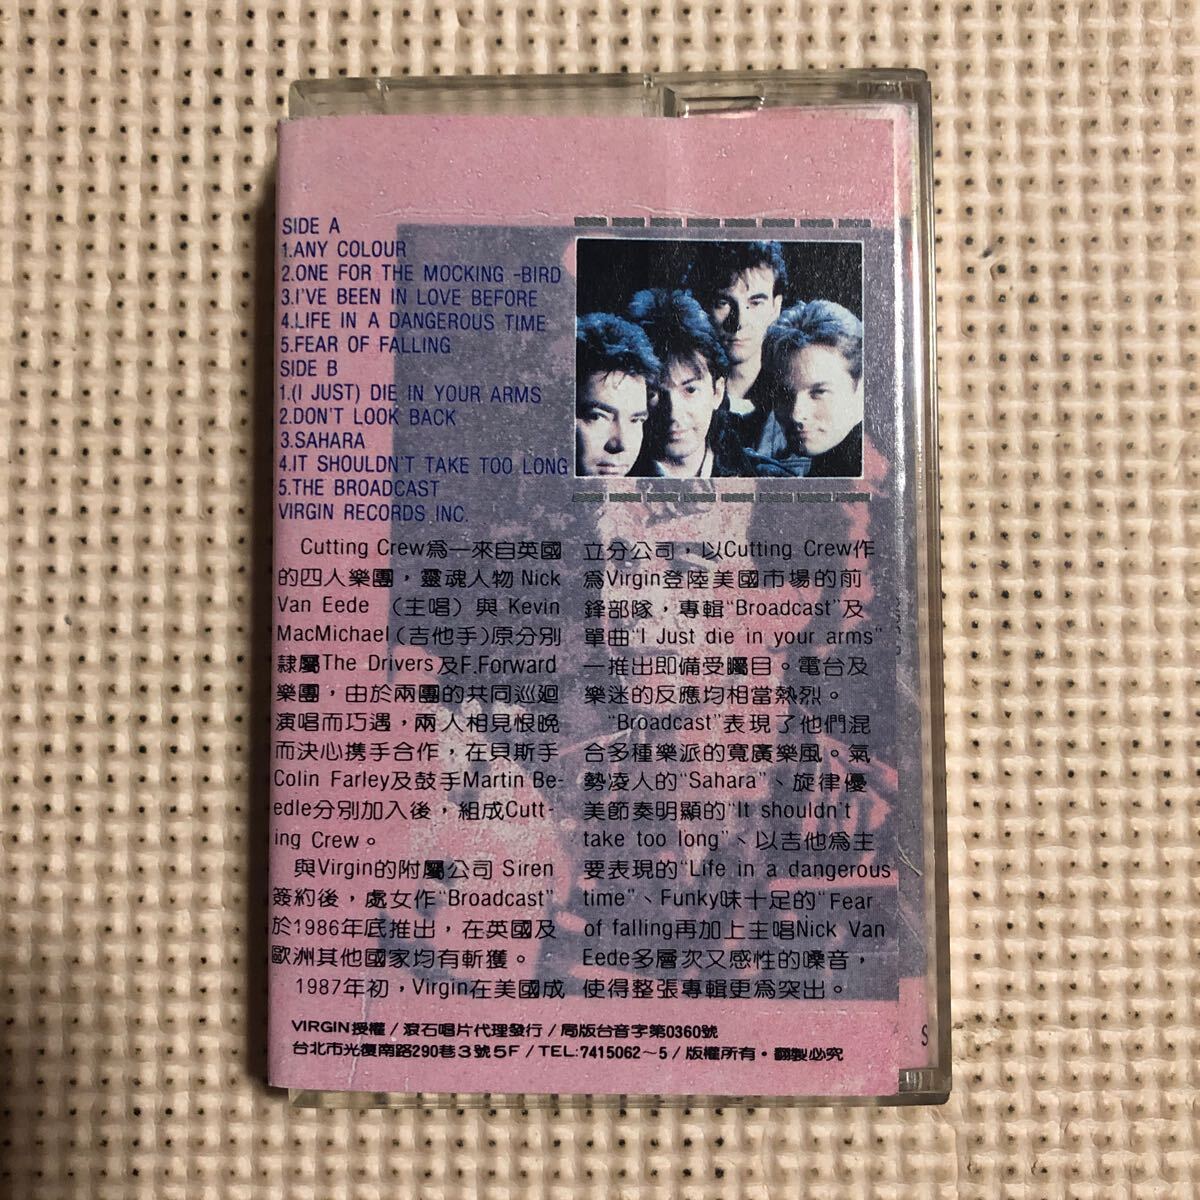 SIDE A
1.ANY COLOUR
2.ONE FOR THE MOCKING -BIRD
3.I'VE BEEN IN LOVE BEFORE
4.LIFE IN A DANGEROUS TIME
5.FEAR OF FALLING
SIDE B
1.(I JUST) DIE IN YOUR ARMS
2.DON'T LOOK BACK
3.SAHARA
4.IT SHOULDN'T TAKE TOO LONG
5.THE BROADCAST
VIRGIN RECORDS INC.
Cutting Crew為一來自英國
的四人樂團，靈魂人物 Nick
Van Eede （主唱）與 Kevin
MacMichael（吉他手）原分別
隸屬The Drivers及F.Forward
樂團，由於兩團的共同巡迴
演唱而巧遇，兩人相見恨晚
而決心携手合作，在貝斯手
Colin Farley及鼓手Martin Be-
edle分別加入後，組成Cutt-
ing Crew。
與Virgin的附屬公司 Siren
簽約後，處女作“Broadcast”
於1986年底推出，在英國及
歐洲其他國家均有斬獲。
1987年初，Virgin在美國成
立分公司，以Cutting Crew作
為Virgin登陸美國市場的前
鋒部隊，專輯“Broadcast”及
單曲“I Just die in your arms”
一推出即備受矚目。電台及
樂迷的反應均相當熱烈。
“Broadcast”表現了他們混
合多種樂派的寬廣樂風。氣
勢凌人的“Sahara”、旋律優
美節奏明顯的“It shouldn't
take too long”、以吉他為主
要表現的“Life in a dangerous
time”、Funky味十足的“Fear
of falling再加上主唱Nick Van
Eede多層次又感性的嗓音，
使得整張專輯更為突出。
VIRGIN授權／滾石唱片代理發行／局版台音字第0360號
台北市光復南路290巷3號5F／TEL:7415062～5／版權所有・翻製必究
S